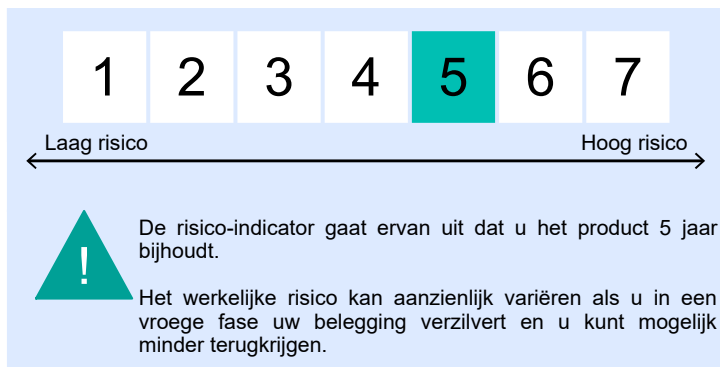 1 2 3 4 5 6 7
Laag risico Hoog risico
De risico-indicator gaat ervan uit dat u het product 5 jaar
bijhoudt.
!
Het werkelijke risico kan aanzienlijk variëren als u in een
vroege fase uw belegging verzilvert en u kunt mogelijk
minder terugkrijgen.